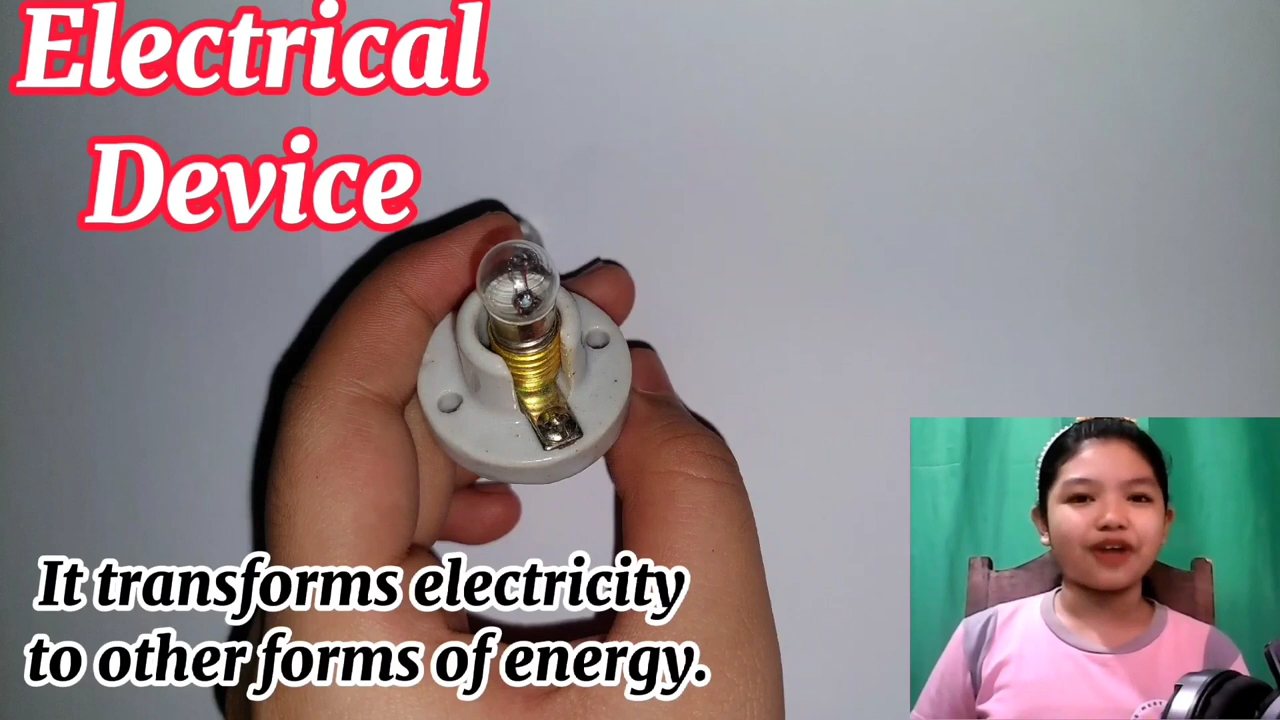 Electrical
Device
It transforms electricity
to other forms of energy.